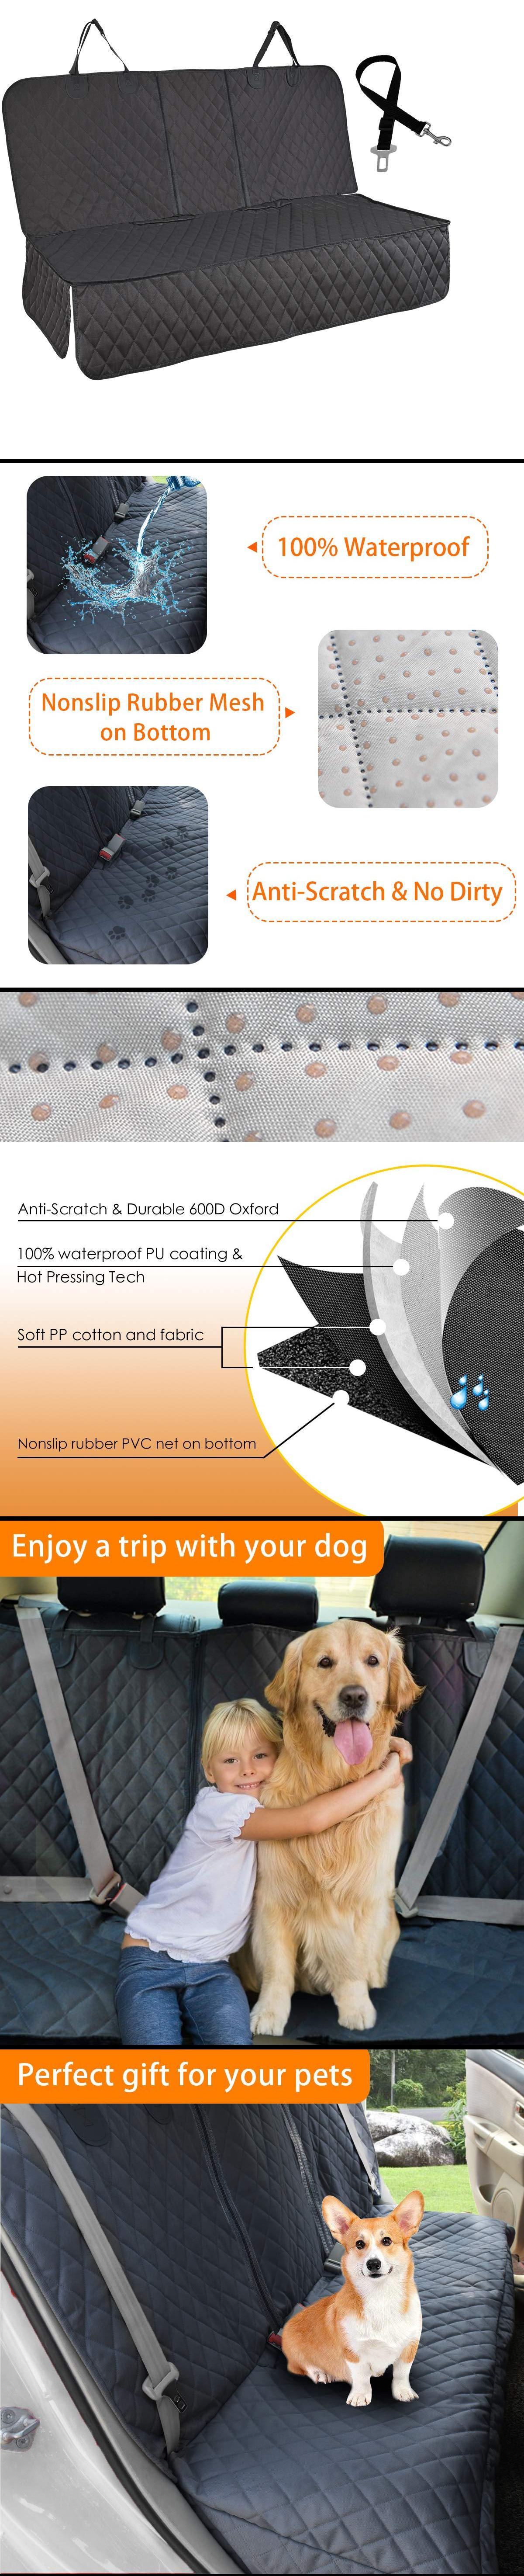 100% Waterproof
Nonslip Rubber Mesh
on Bottom
Anti-Scratch & No Dirty
Anti-Scratch & Durable 600D Oxford
100% waterproof PU coating &
Hot Pressing Tech
Soft PP cotton and fabric
Nonslip rubber PVC net on bottom
Enjoy a trip with your dog
Perfect gift for your pets